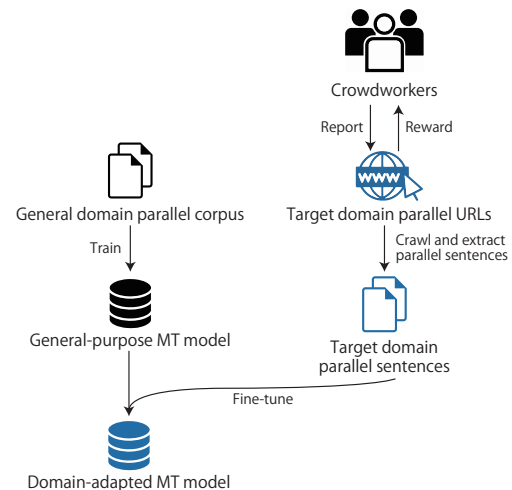 Crowdworkers
Report
Reward
www
General domain parallel corpus
Target domain parallel URLs
Train
Crawl and extract
parallel sentences
General-purpose MT model
Target domain
parallel sentences
Fine-tune
Domain-adapted MT model